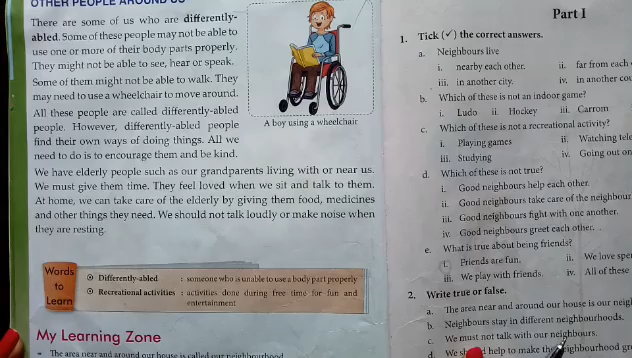 OTHER PEOPLE AROUND US
There are some of us who are differently-
abled. Some of these people may not be able to
use one or more of their body parts properly.
They might not be able to see, hear or speak.
Some of them might not be able to walk. They
may need to use a wheelchair to move around.
All these people are called differently-abled
people. However, differently-abled people
find their own ways of doing things. All we
need to do is to encourage them and be kind.
A boy using a wheelchair
We have elderly people such as our grandparents living with or near us.
We must give them time. They feel loved when we sit and talk to them.
At home, we can take care of the elderly by giving them food, medicines
and other things they need. We should not talk loudly or make noise when
they are resting.
Words
to
Learn
Differently-abled : someone who is unable to use a body part properly
Recreational activities : activities done during free time for fun and
entertainment
My Learning Zone
The area near and around our house is called our neighbourhood
Part I
1. Tick (✓) the correct answers.
a. Neighbours live
i. nearby each other. ii. far from each
iii. in another city. iv. in another cou
b. Which of these is not an indoor game?
i. Ludo ii. Hockey iii. Carrom
c. Which of these is not a recreational activity?
i. Playing games ii. Watching tele
iii. Studying iv. Going out on
d. Which of these is not true?
i. Good neighbours help each other.
ii. Good neighbours take care of the neighbour
iii. Good neighbours fight with one another.
iv. Good neighbours greet each other.
e. What is true about being friends?
i. Friends are fun. ii. We love spe
iii. We play with friends. iv. All of these
2. Write true or false.
a. The area near and around our house is our neig
b. Neighbours stay in different neighbourhoods.
c. We must not talk with our neighbours.
d. We help to make the neighbourhood gr